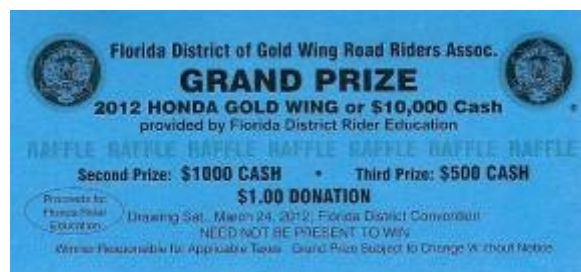 Florida District of Gold Wing Road Riders Assoc.
GRAND PRIZE
2012 HONDA GOLD WING or $10,000 Cash
provided by Florida District Rider Education
RAFFLE RAFFLE RAFFLE RAFFLE RAFFLE RAFFLE RAFFLE
Second Prize: $1000 CASH • Third Prize: $500 CASH
$1.00 DONATION
Proceeds for
Florida Rider
Education
Drawing Sat., March 24, 2012, Florida District Convention
NEED NOT BE PRESENT TO WIN
Winner Responsible for Applicable Taxes Grand Prize Subject to Change Without Notice